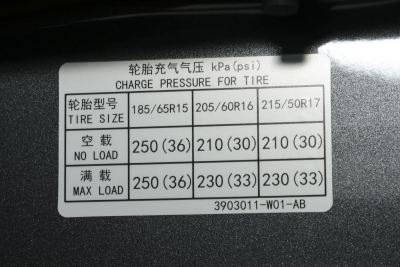 轮胎充气气压 kPa(psi)
CHARGE PRESSURE FOR TIRE
轮胎型号 185/65R15 205/60R16 215/50R17
TIRE SIZE
空载 250(36) 210(30) 210(30)
NO LOAD
满载 250(36) 230(33) 230(33)
MAX LOAD
3903011-W01-AB